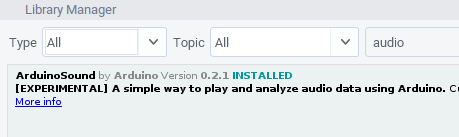 Library Manager
Type All Topic All audio
ArduinoSound by Arduino Version 0.2.1 INSTALLED
[EXPERIMENTAL] A simple way to play and analyze audio data using Arduino.
More info